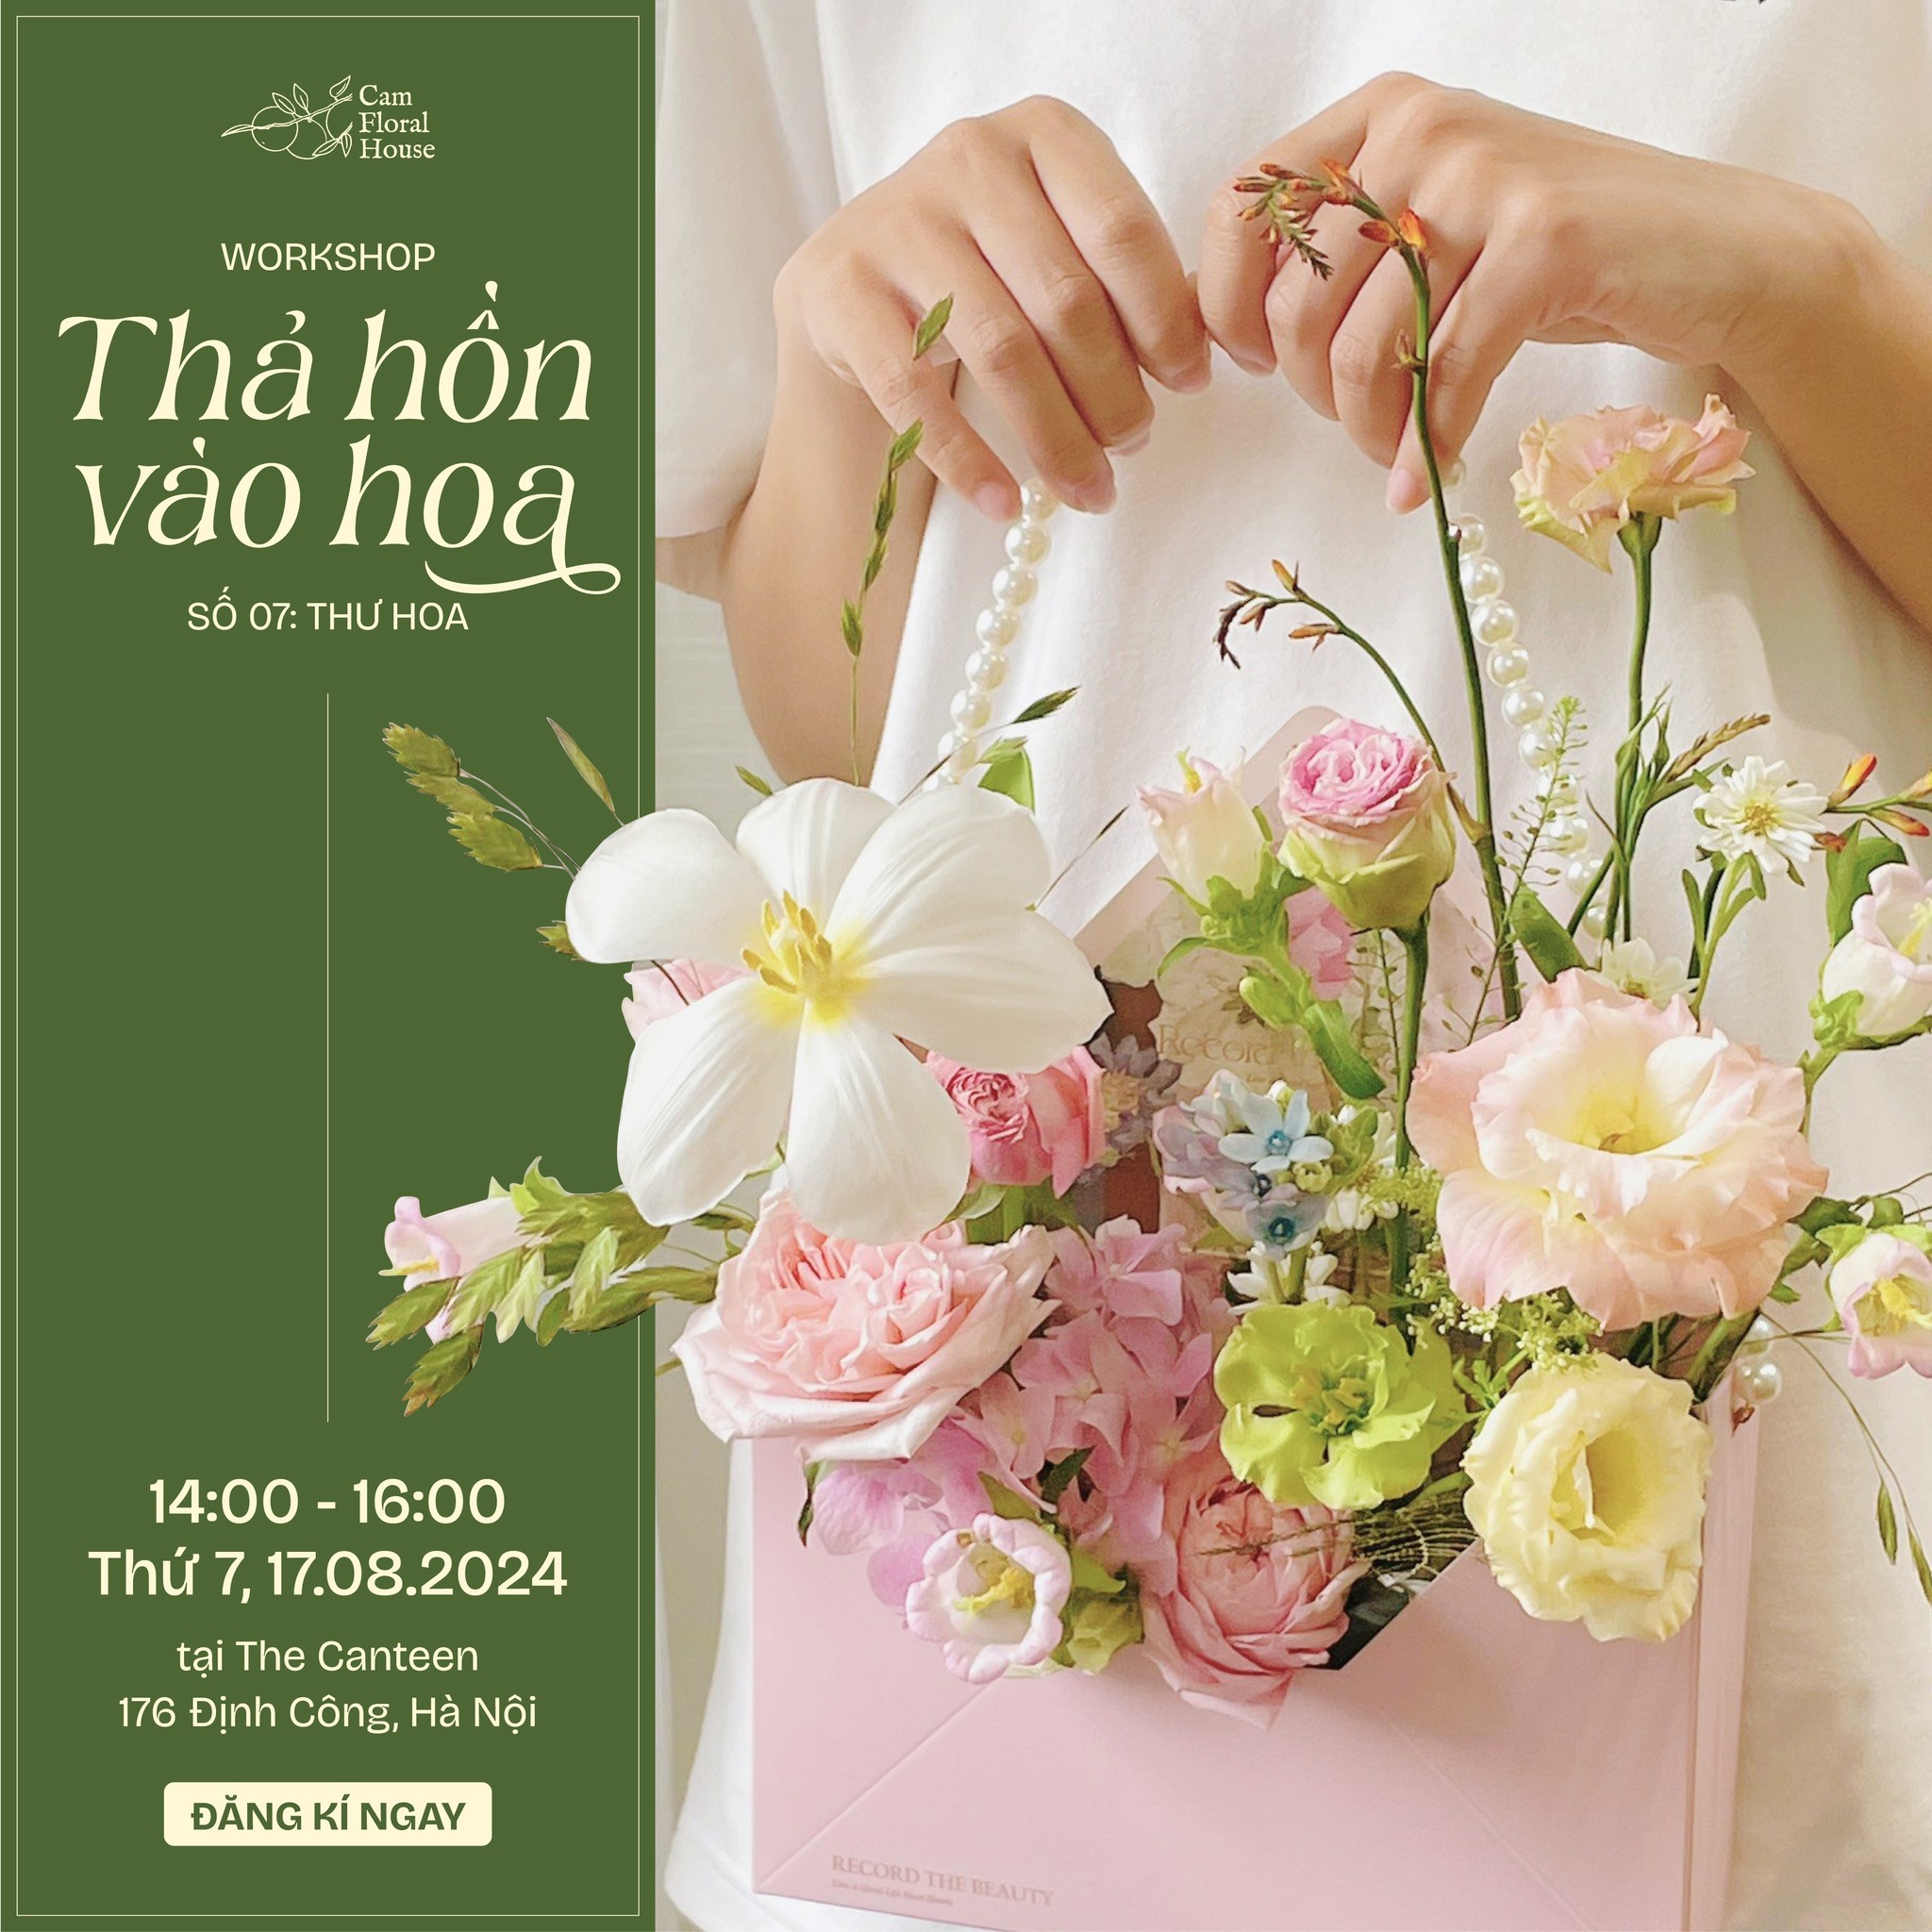 Cam
Floral
House
WORKSHOP
Thả hồn
vào hoa
SỐ 07: THƯ HOA
14:00 - 16:00
Thứ 7, 17.08.2024
tại The Canteen
176 Định Công, Hà Nội
ĐĂNG KÍ NGAY
RECORD THE BEAUTY